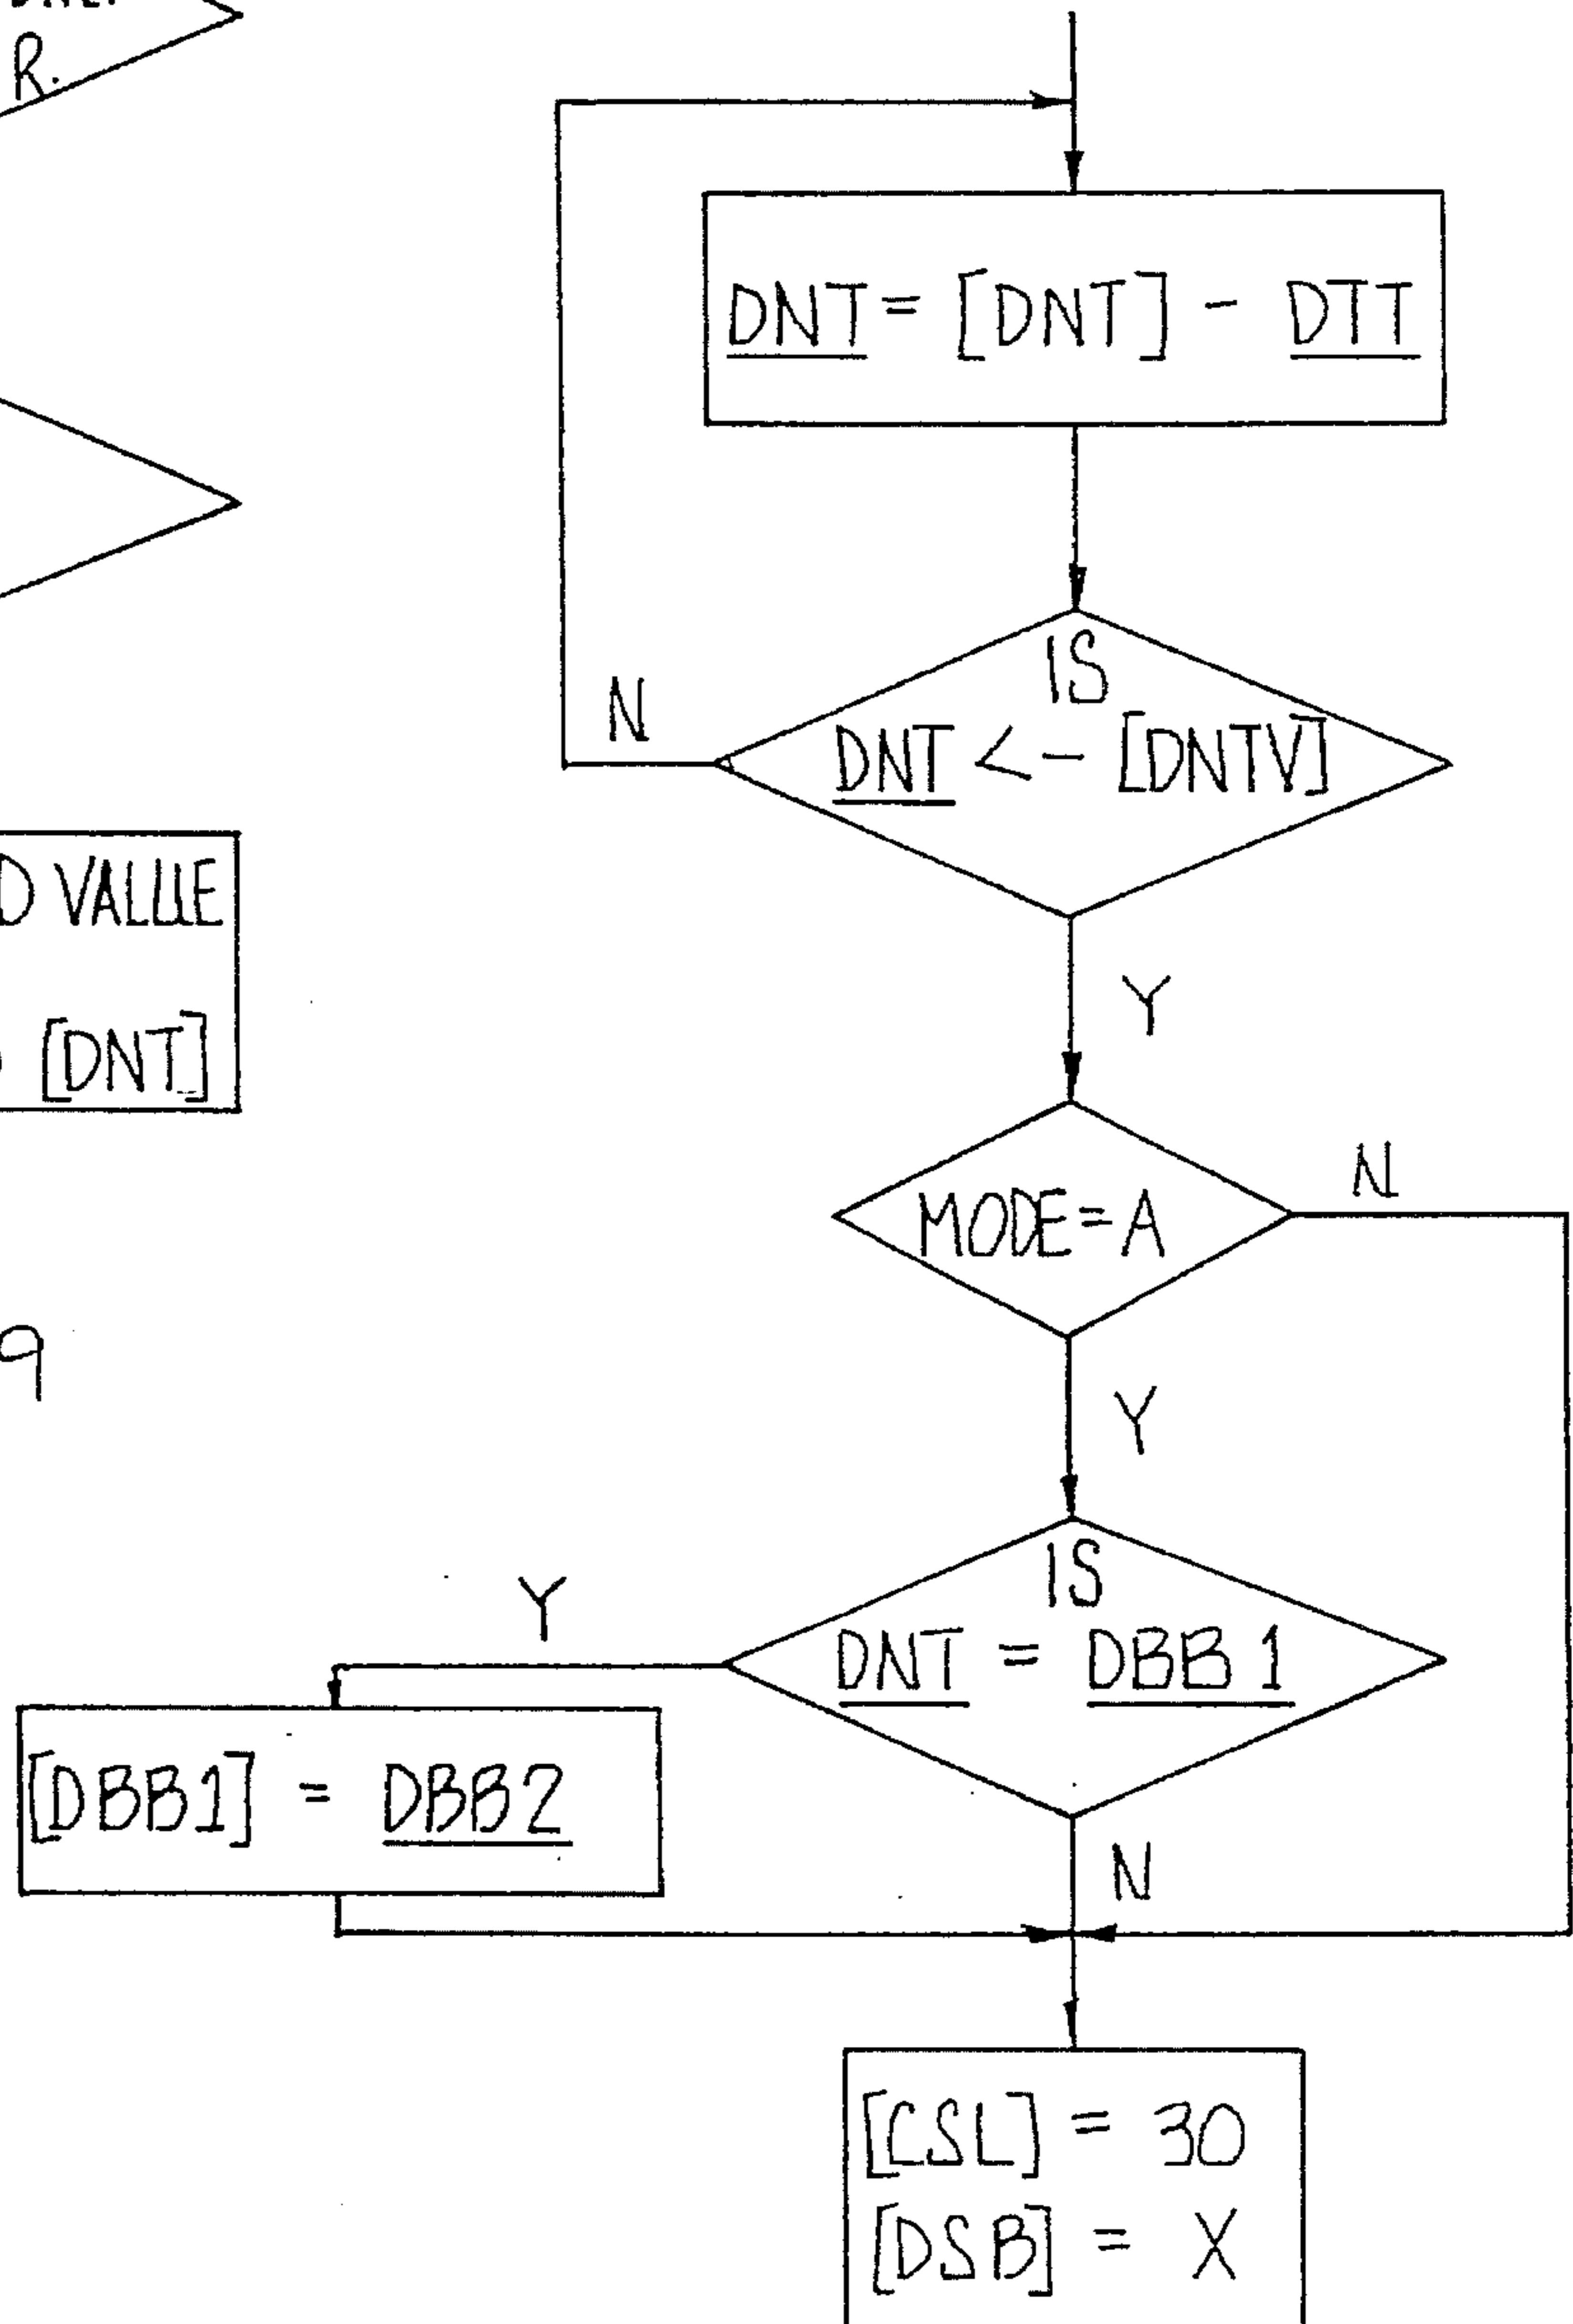 R.
DNT = [DNT] - DTT
IS
DNT < - [DNTV]
N
Y
D VALUE
[DNT]
MODE = A
N
Y
9
IS
DNT = DBB 1
Y
N
[DBB1] = DBB2
[CSL] = 30
[DSB] = X